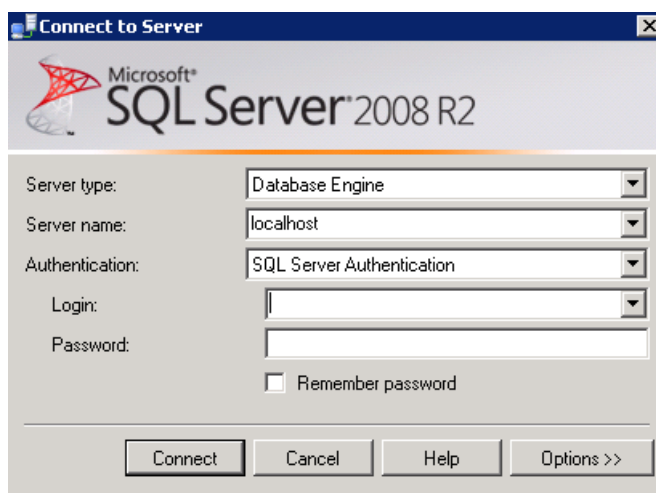 Connect to Server
Microsoft®
SQL Server® 2008 R2
Server type: Database Engine
Server name: localhost
Authentication: SQL Server Authentication
Login:
Password:
Remember password
Connect Cancel Help Options >>